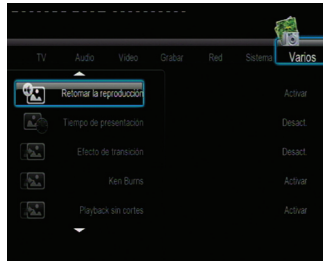 TV Audio Video Grabar Red Sistema Varios
Retomar la reproducción Activar
Tiempo de presentación Desact.
Efecto de transición Desact.
Ken Burns Activar
Playback sin cortes Activar